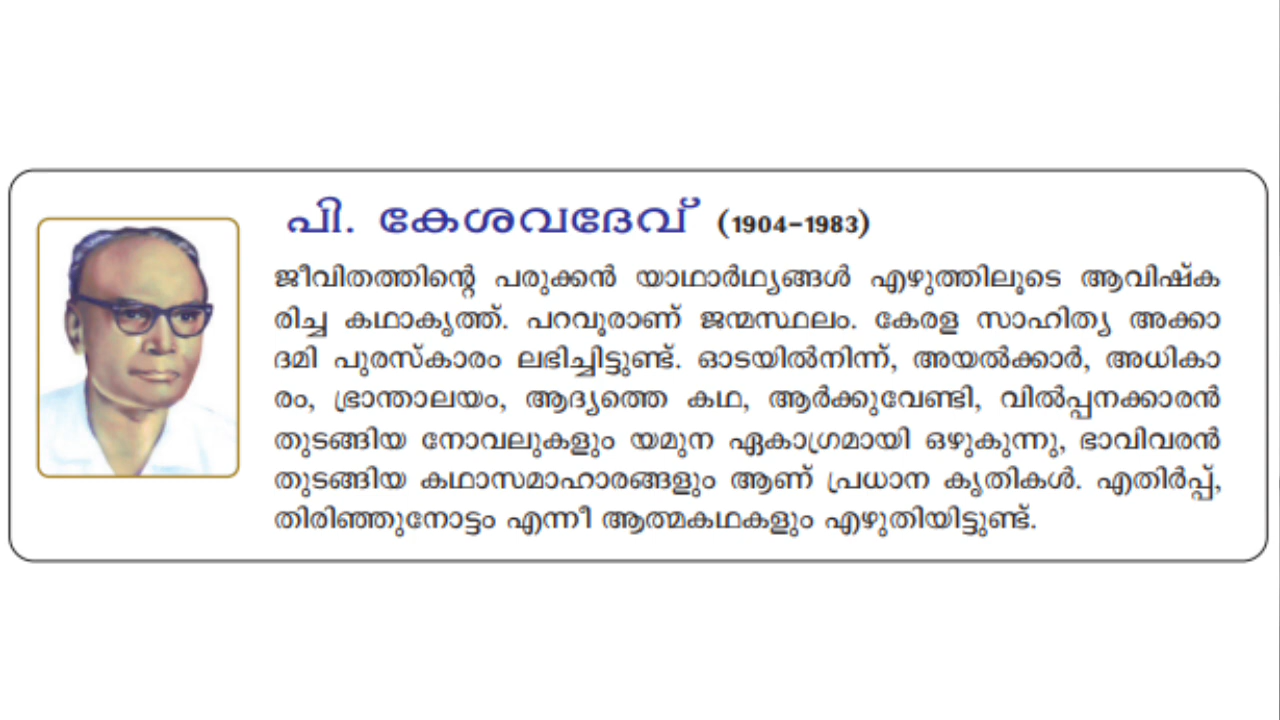 പി. കേശവദേവ് (1904-1983)
ജീവിതത്തിന്റെ പരുക്കൻ യാഥാർഥ്യങ്ങൾ എഴുത്തിലൂടെ ആവിഷ്ക
രിച്ച കഥാകൃത്ത്. പറവൂരാണ് ജന്മസ്ഥലം. കേരള സാഹിത്യ അക്കാ
ദമി പുരസ്കാരം ലഭിച്ചിട്ടുണ്ട്. ഓടയിൽനിന്ന്, അയൽക്കാർ, അധികാ
രം, ഭ്രാന്താലയം, ആദ്യത്തെ കഥ, ആർക്കുവേണ്ടി, വിൽപ്പനക്കാരൻ
തുടങ്ങിയ നോവലുകളും യമുന ഏകാഗ്രമായി ഒഴുകുന്നു, ഭാവിവരൻ
തുടങ്ങിയ കഥാസമാഹാരങ്ങളും ആണ് പ്രധാന കൃതികൾ. എതിർപ്പ്,
തിരിഞ്ഞുനോട്ടം എന്നീ ആത്മകഥകളും എഴുതിയിട്ടുണ്ട്.